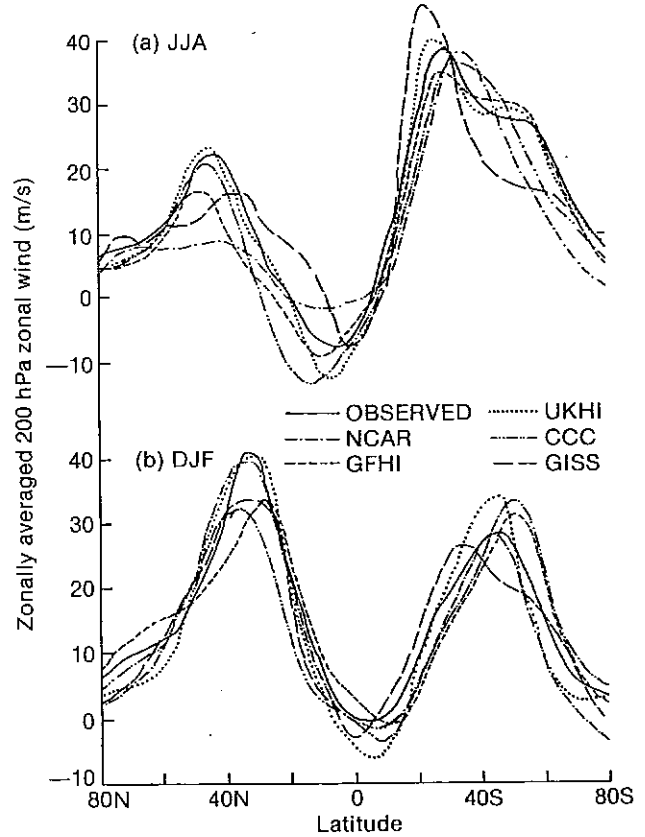 (a) JJA
40
30
20
10
0
—10
Zonally averaged 200 hPa zonal wind (m/s)
OBSERVED
UKHI
NCAR
CCC
GFHI
GISS
(b) DJF
40
30
20
10
0
—10
80N
40N
0
40S
80S
Latitude